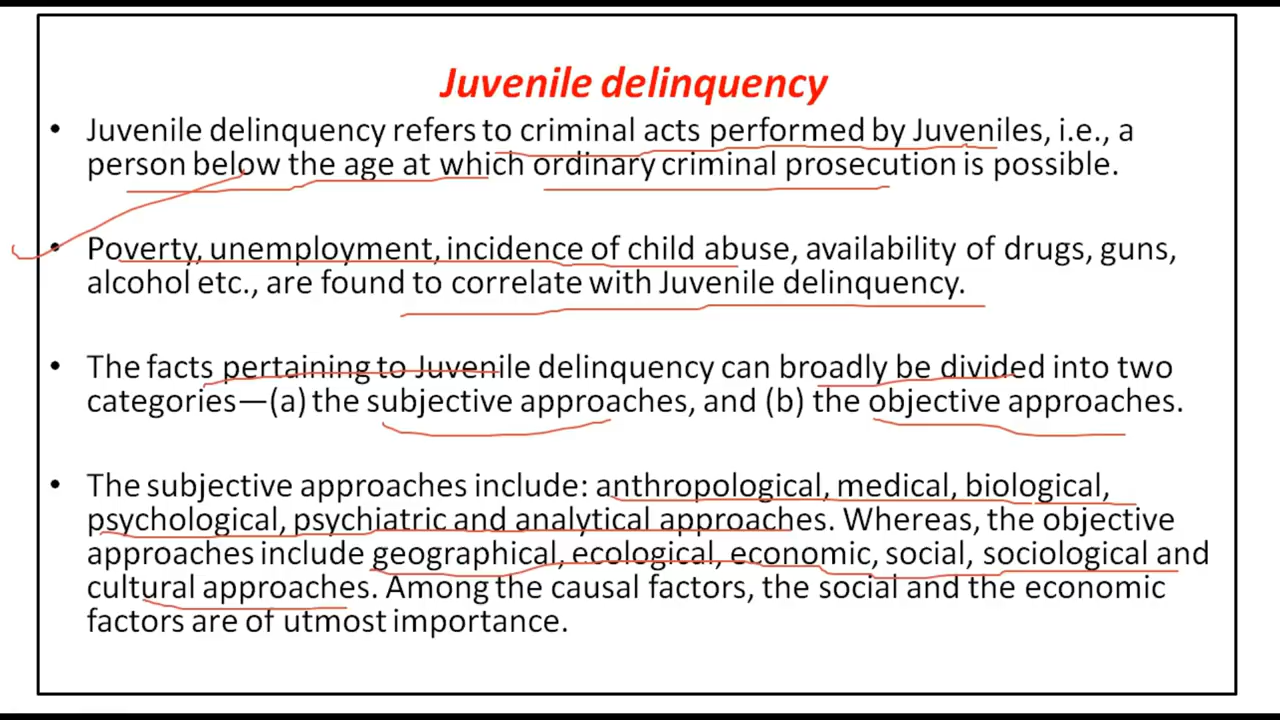 Juvenile delinquency
• Juvenile delinquency refers to criminal acts performed by Juveniles, i.e., a
person below the age at which ordinary criminal prosecution is possible.
• Poverty, unemployment, incidence of child abuse, availability of drugs, guns,
alcohol etc., are found to correlate with Juvenile delinquency.
• The facts pertaining to Juvenile delinquency can broadly be divided into two
categories—(a) the subjective approaches, and (b) the objective approaches.
• The subjective approaches include: anthropological, medical, biological,
psychological, psychiatric and analytical approaches. Whereas, the objective
approaches include geographical, ecological, economic, social, sociological and
cultural approaches. Among the causal factors, the social and the economic
factors are of utmost importance.